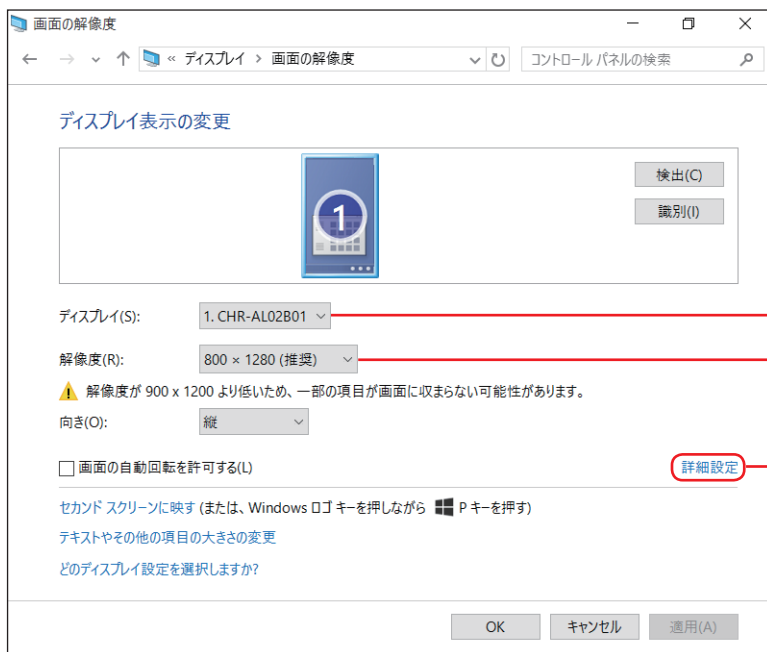 画面の解像度
« ディスプレイ > 画面の解像度
コントロール パネルの検索
ディスプレイ表示の変更
1
検出(C)
識別(I)
ディスプレイ(S): 1. CHR-AL02B01
解像度(R): 800 × 1280 (推奨)
解像度が 900 x 1200 より低いため、一部の項目が画面に収まらない可能性があります。
向き(O): 縦
画面の自動回転を許可する(L)
詳細設定
セカンド スクリーンに映す (または、Windows ロゴ キーを押しながら P キーを押す)
テキストやその他の項目の大きさの変更
どのディスプレイ設定を選択しますか?
OK キャンセル 適用(A)